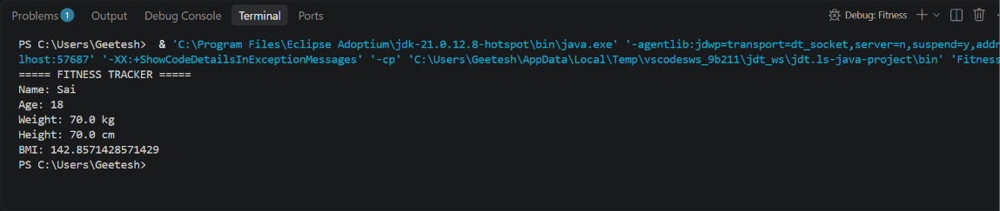 Problems 1 Output Debug Console Terminal Ports Debug: Fitness
PS C:\Users\Geetesh>  & 'C:\Program Files\Eclipse Adoptium\jdk-21.0.12.8-hotspot\bin\java.exe' '-agentlib:jdwp=transport=dt_socket,server=n,suspend=y,addr
lhost:57687' '-XX:+ShowCodeDetailsInExceptionMessages' '-cp' 'C:\Users\Geetesh\AppData\Local\Temp\vscodesws_9b211\jdt_ws\jdt.ls-java-project\bin' 'Fitness
===== FITNESS TRACKER =====
Name: Sai
Age: 18
Weight: 70.0 kg
Height: 70.0 cm
BMI: 142.8571428571429
PS C:\Users\Geetesh>